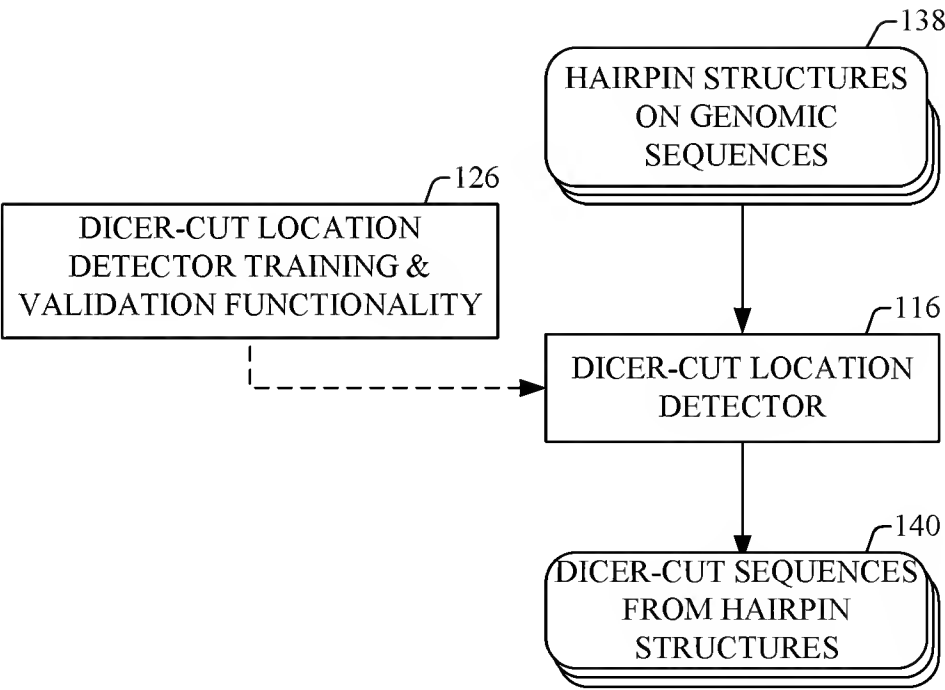 138
HAIRPIN STRUCTURES
ON GENOMIC
SEQUENCES
126
DICER-CUT LOCATION
DETECTOR TRAINING &
VALIDATION FUNCTIONALITY
116
DICER-CUT LOCATION
DETECTOR
140
DICER-CUT SEQUENCES
FROM HAIRPIN
STRUCTURES